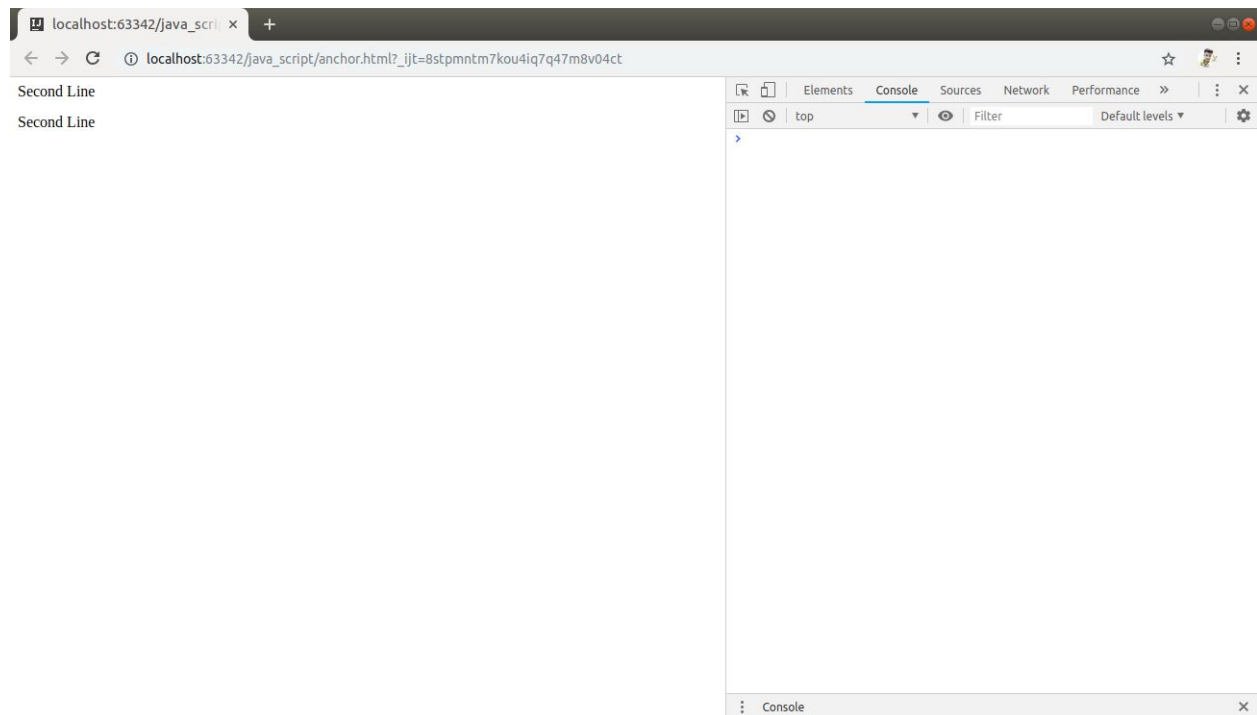 localhost:63342/java_scri
localhost:63342/java_script/anchor.html?_ijt=8stpmntm7kou4iq7q47m8v04ct
Second Line
Second Line
Elements Console Sources Network Performance
top Filter Default levels
Console